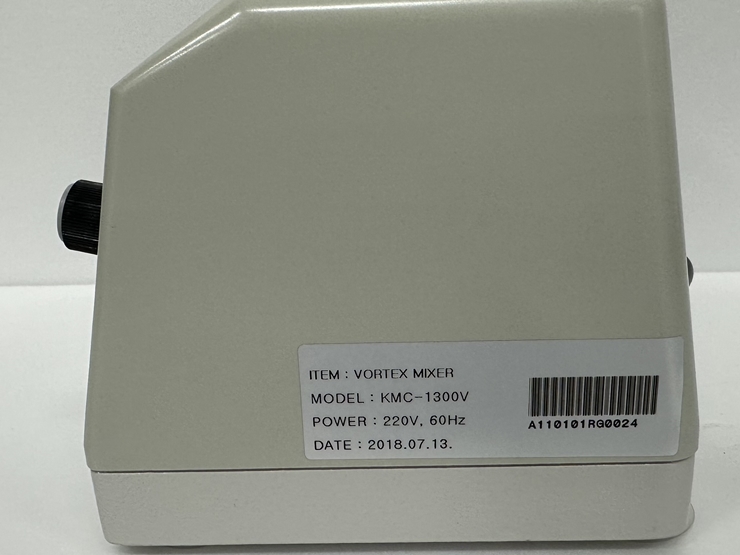 ITEM : VORTEX MIXER
MODEL : KMC-1300V
POWER : 220V, 60Hz
DATE : 2018.07.13.
A110101RG0024